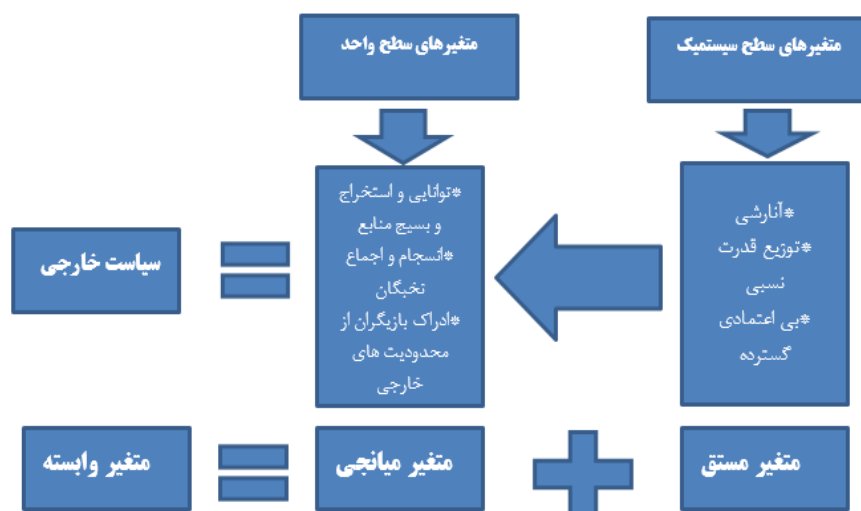 متغیرهای سطح سیستمیک
متغیرهای سطح واحد
*آنارشی
*توزیع قدرت
نسبی
*بی اعتمادی
گسترده
*توانایی و استخراج
و بسیج منابع
*انسجام و اجماع
نخبگان
*ادراک بازیگران از
محدودیت های
خارجی
سیاست خارجی
متغیر مستق
متغیر میانجی
متغیر وابسته